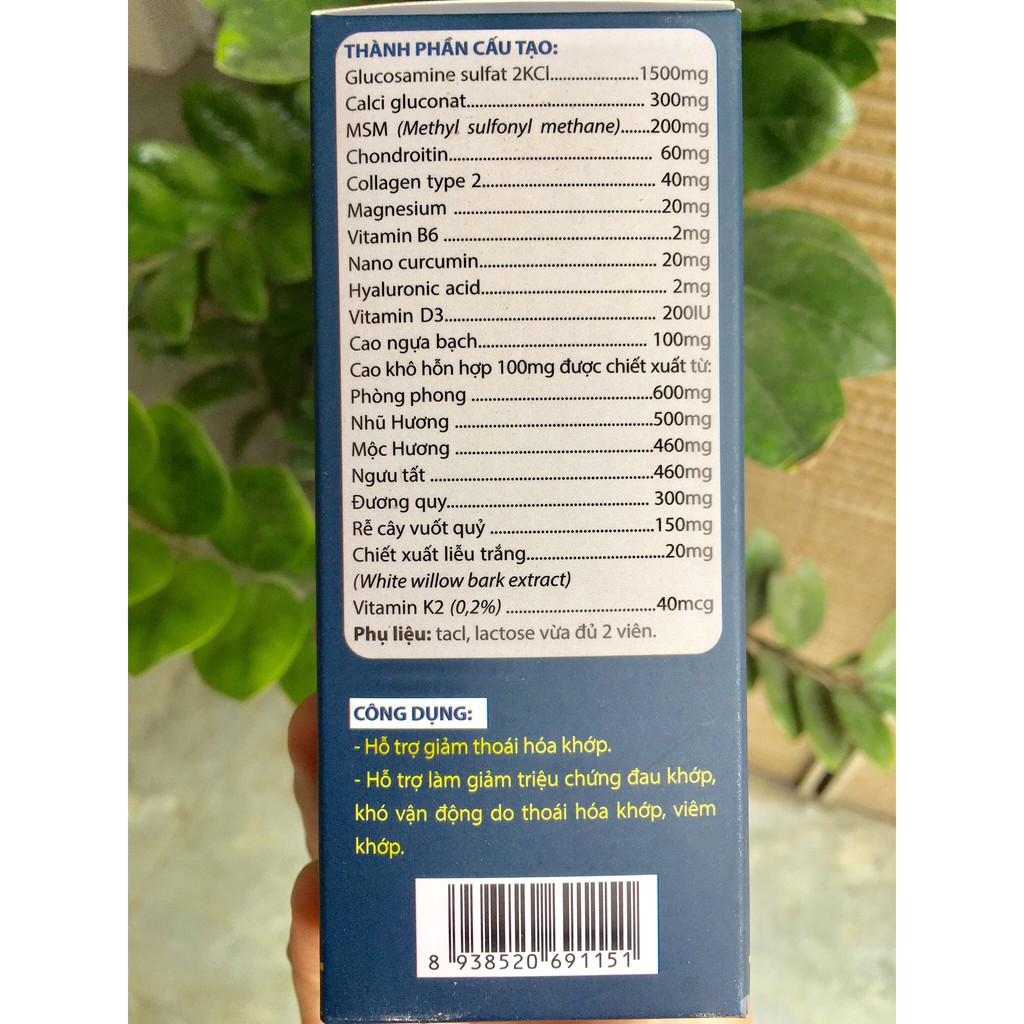 THÀNH PHẦN CẤU TẠO:
Glucosamine sulfat 2KCl....................1500mg
Calci gluconat........................................ 300mg
MSM (Methyl sulfonyl methane).......200mg
Chondroitin.............................................. 60mg
Collagen type 2....................................... 40mg
Magnesium ..............................................20mg
Vitamin B6 ...................................................2mg
Nano curcumin........................................ 20mg
Hyaluronic acid......................................... 2mg
Vitamin D3............................................... 200IU
Cao ngựa bạch...................................... 100mg
Cao khô hỗn hợp 100mg được chiết xuất từ:
Phòng phong ........................................600mg
Nhũ Hương ............................................500mg
Mộc Hương ............................................460mg
Ngưu tất .................................................460mg
Đương quy............................................. 300mg
Rễ cây vuốt quỷ ....................................150mg
Chiết xuất liễu trắng...............................20mg
(White willow bark extract)
Vitamin K2 (0,2%) .................................40mcg
Phụ liệu: tacl, lactose vừa đủ 2 viên.
CÔNG DỤNG:
- Hỗ trợ giảm thoái hóa khớp.
- Hỗ trợ làm giảm triệu chứng đau khớp,
khó vận động do thoái hóa khớp, viêm
khớp.
8 938520 691151